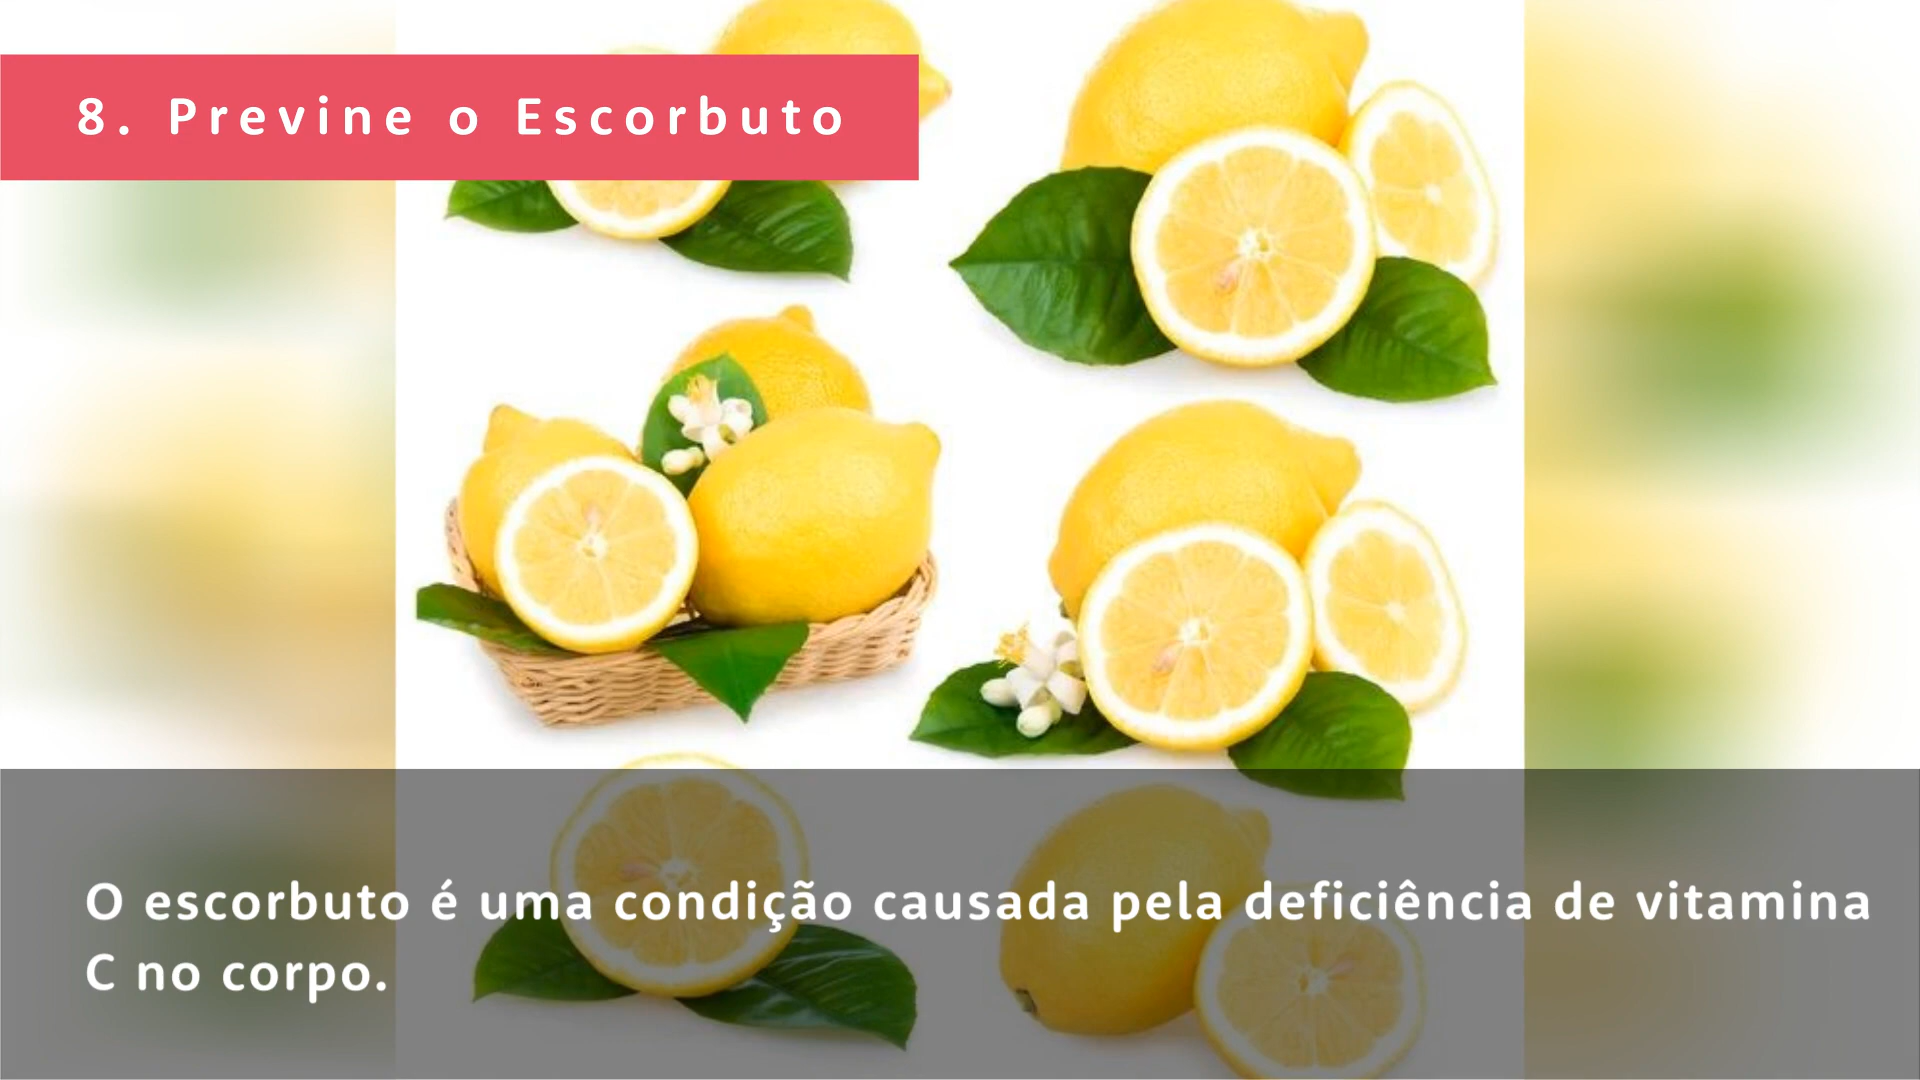 8. Previne o Escorbuto
O escorbuto é uma condição causada pela deficiência de vitamina
C no corpo.